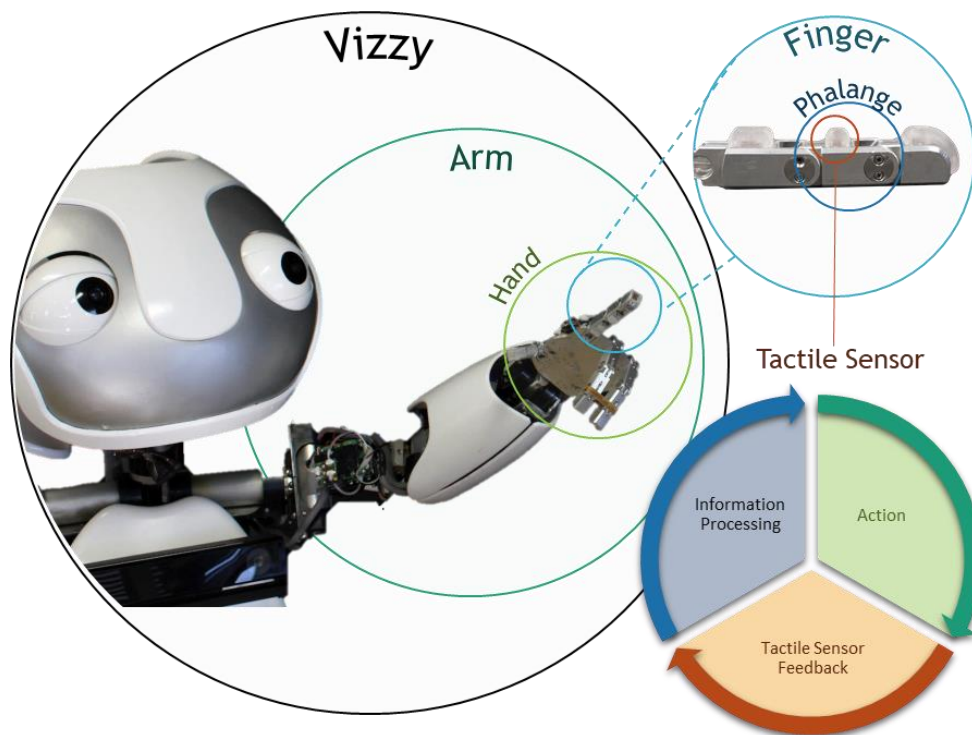 Vizzy
Finger
Phalange
Arm
Hand
Tactile Sensor
Information
Processing
Action
Tactile Sensor
Feedback